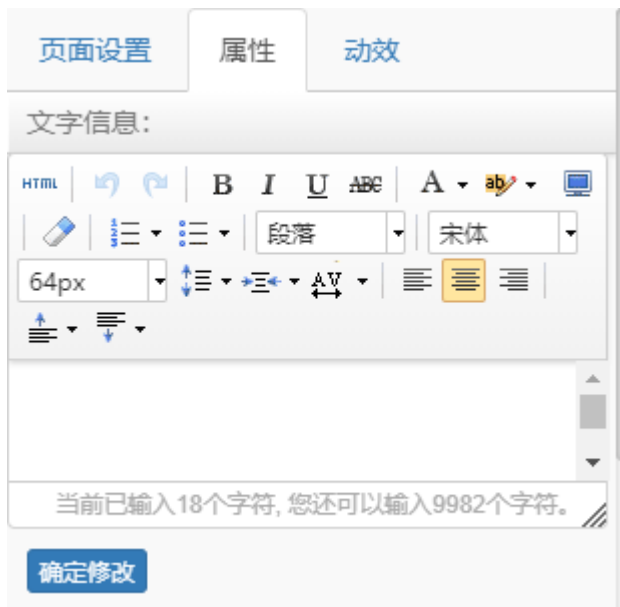 页面设置 属性 动效
文字信息：
HTML B I U ABC A ab
段落 宋体
64px AV
当前已输入18个字符, 您还可以输入9982个字符。
确定修改